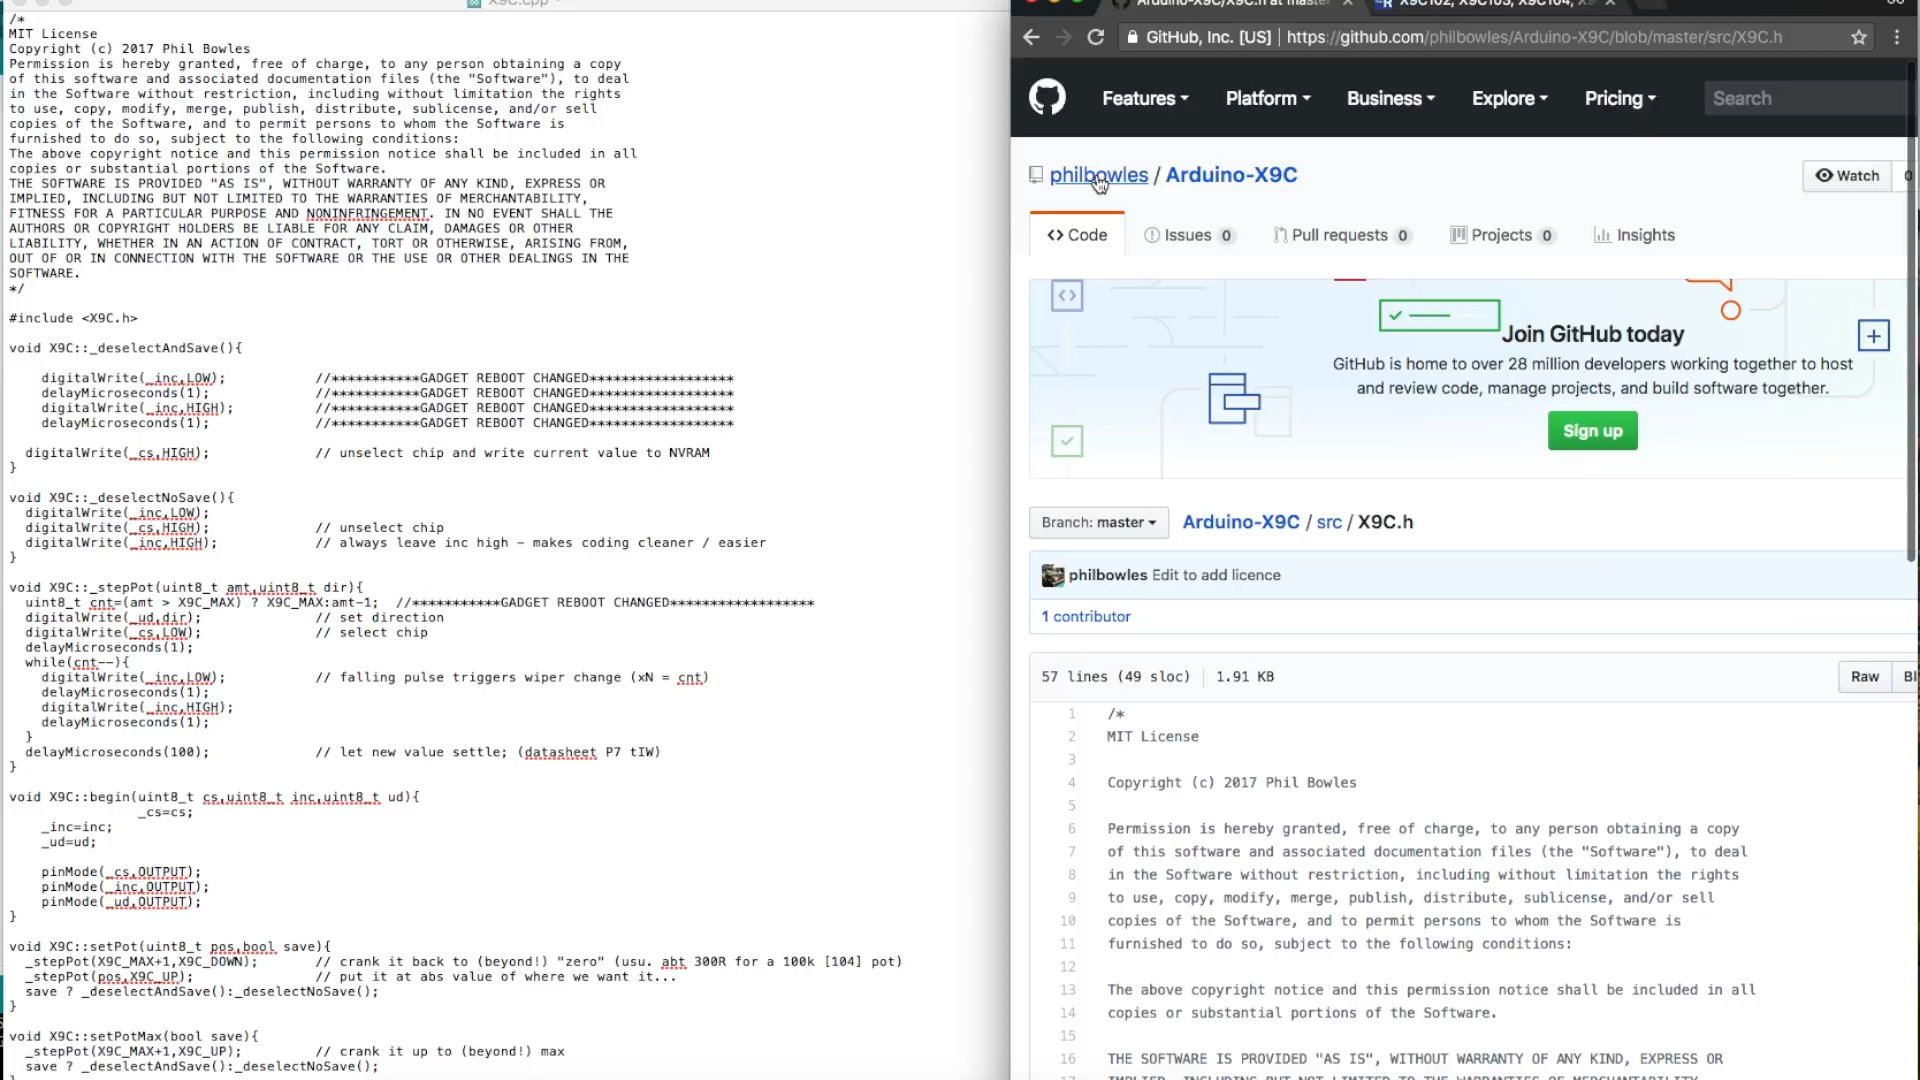 X9C.cpp
/*
MIT License
Copyright (c) 2017 Phil Bowles
Permission is hereby granted, free of charge, to any person obtaining a copy
of this software and associated documentation files (the "Software"), to deal
in the Software without restriction, including without limitation the rights
to use, copy, modify, merge, publish, distribute, sublicense, and/or sell
copies of the Software, and to permit persons to whom the Software is
furnished to do so, subject to the following conditions:
The above copyright notice and this permission notice shall be included in all
copies or substantial portions of the Software.
THE SOFTWARE IS PROVIDED "AS IS", WITHOUT WARRANTY OF ANY KIND, EXPRESS OR
IMPLIED, INCLUDING BUT NOT LIMITED TO THE WARRANTIES OF MERCHANTABILITY,
FITNESS FOR A PARTICULAR PURPOSE AND NONINFRINGEMENT. IN NO EVENT SHALL THE
AUTHORS OR COPYRIGHT HOLDERS BE LIABLE FOR ANY CLAIM, DAMAGES OR OTHER
LIABILITY, WHETHER IN AN ACTION OF CONTRACT, TORT OR OTHERWISE, ARISING FROM,
OUT OF OR IN CONNECTION WITH THE SOFTWARE OR THE USE OR OTHER DEALINGS IN THE
SOFTWARE.
*/
#include <X9C.h>
void X9C::_deselectAndSave(){
digitalWrite(_inc,LOW); //***********GADGET REBOOT CHANGED******************
delayMicroseconds(1); //***********GADGET REBOOT CHANGED******************
digitalWrite(_inc,HIGH); //***********GADGET REBOOT CHANGED******************
delayMicroseconds(1); //***********GADGET REBOOT CHANGED******************
digitalWrite(_cs,HIGH); // unselect chip and write current value to NVRAM
}
void X9C::_deselectNoSave(){
digitalWrite(_inc,LOW);
digitalWrite(_cs,HIGH); // unselect chip
digitalWrite(_inc,HIGH); // always leave inc high – makes coding cleaner / easier
}
void X9C::_stepPot(uint8_t amt,uint8_t dir){
uint8_t cnt=(amt > X9C_MAX) ? X9C_MAX:amt-1; //***********GADGET REBOOT CHANGED******************
digitalWrite(_ud,dir); // set direction
digitalWrite(_cs,LOW); // select chip
delayMicroseconds(1);
while(cnt--){
digitalWrite(_inc,LOW); // falling pulse triggers wiper change (xN = cnt)
delayMicroseconds(1);
digitalWrite(_inc,HIGH);
delayMicroseconds(1);
}
delayMicroseconds(100); // let new value settle; (datasheet P7 tIW)
}
void X9C::begin(uint8_t cs,uint8_t inc,uint8_t ud){
_cs=cs;
_inc=inc;
_ud=ud;
pinMode(_cs,OUTPUT);
pinMode(_inc,OUTPUT);
pinMode(_ud,OUTPUT);
}
void X9C::setPot(uint8_t pos,bool save){
_stepPot(X9C_MAX+1,X9C_DOWN); // crank it back to (beyond!) "zero" (usu. abt 300R for a 100k [104] pot)
_stepPot(pos,X9C_UP); // put it at abs value of where we want it...
save ? _deselectAndSave():_deselectNoSave();
}
void X9C::setPotMax(bool save){
_stepPot(X9C_MAX+1,X9C_UP); // crank it up to (beyond!) max
save ? _deselectAndSave():_deselectNoSave();
Arduino-X9C/X9C.h at master
X9C102, X9C103, X9C104, X9
GitHub, Inc. [US] | https://github.com/philbowles/Arduino-X9C/blob/master/src/X9C.h
Features Platform Business Explore Pricing Search
philbowles / Arduino-X9C
Watch 0
Code Issues 0 Pull requests 0 Projects 0 Insights
Join GitHub today
GitHub is home to over 28 million developers working together to host
and review code, manage projects, and build software together.
Sign up
Branch: master Arduino-X9C / src / X9C.h
philbowles Edit to add licence
1 contributor
57 lines (49 sloc) 1.91 KB
Raw Bl
1 /*
2 MIT License
3
4 Copyright (c) 2017 Phil Bowles
5
6 Permission is hereby granted, free of charge, to any person obtaining a copy
7 of this software and associated documentation files (the "Software"), to deal
8 in the Software without restriction, including without limitation the rights
9 to use, copy, modify, merge, publish, distribute, sublicense, and/or sell
10 copies of the Software, and to permit persons to whom the Software is
11 furnished to do so, subject to the following conditions:
12
13 The above copyright notice and this permission notice shall be included in all
14 copies or substantial portions of the Software.
15
16 THE SOFTWARE IS PROVIDED "AS IS", WITHOUT WARRANTY OF ANY KIND, EXPRESS OR
17 IMPLIED, INCLUDING BUT NOT LIMITED TO THE WARRANTIES OF MERCHANTABILITY